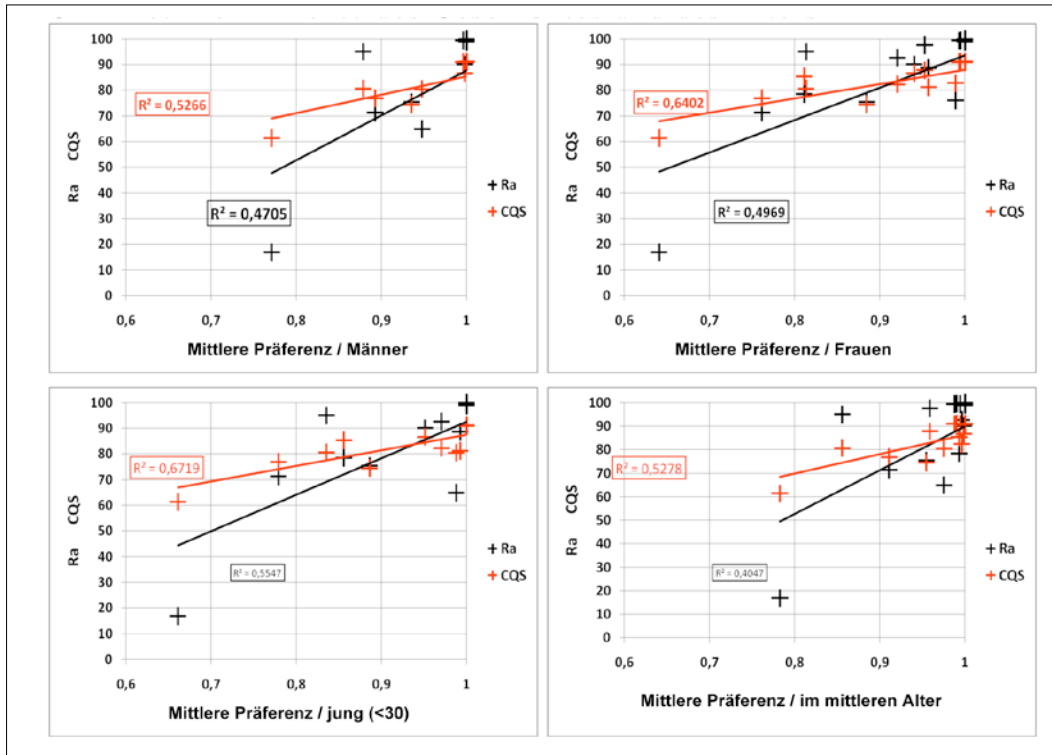 100
90
80
70
60
50
40
30
20
10
0
Ra CQS
R² = 0,5266
R² = 0,4705
Ra
CQS
0,6 0,7 0,8 0,9 1
Mittlere Präferenz / Männer
100
90
80
70
60
50
40
30
20
10
0
Ra CQS
R² = 0,6402
R² = 0,4969
Ra
CQS
0,6 0,7 0,8 0,9 1
Mittlere Präferenz / Frauen
100
90
80
70
60
50
40
30
20
10
0
Ra CQS
R² = 0,6719
R² = 0,5547
Ra
CQS
0,6 0,7 0,8 0,9 1
Mittlere Präferenz / jung (<30)
100
90
80
70
60
50
40
30
20
10
0
Ra CQS
R² = 0,5278
R² = 0,4047
Ra
CQS
0,6 0,7 0,8 0,9 1
Mittlere Präferenz / im mittleren Alter